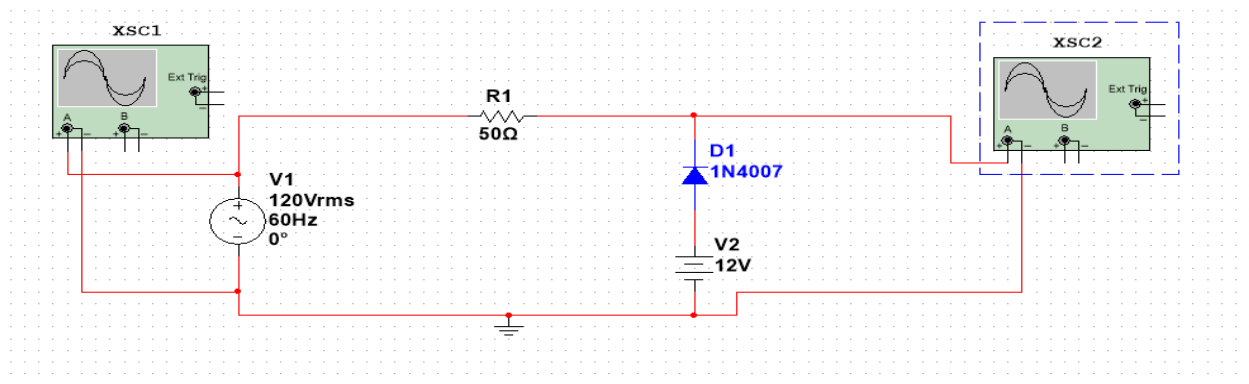 XSC1
Ext Trig
+
−
A
B
+ −
+ −
V1
120Vrms
60Hz
0°
+
−
R1
50Ω
D1
1N4007
V2
12V
XSC2
Ext Trig
+
−
A
B
+ −
+ −